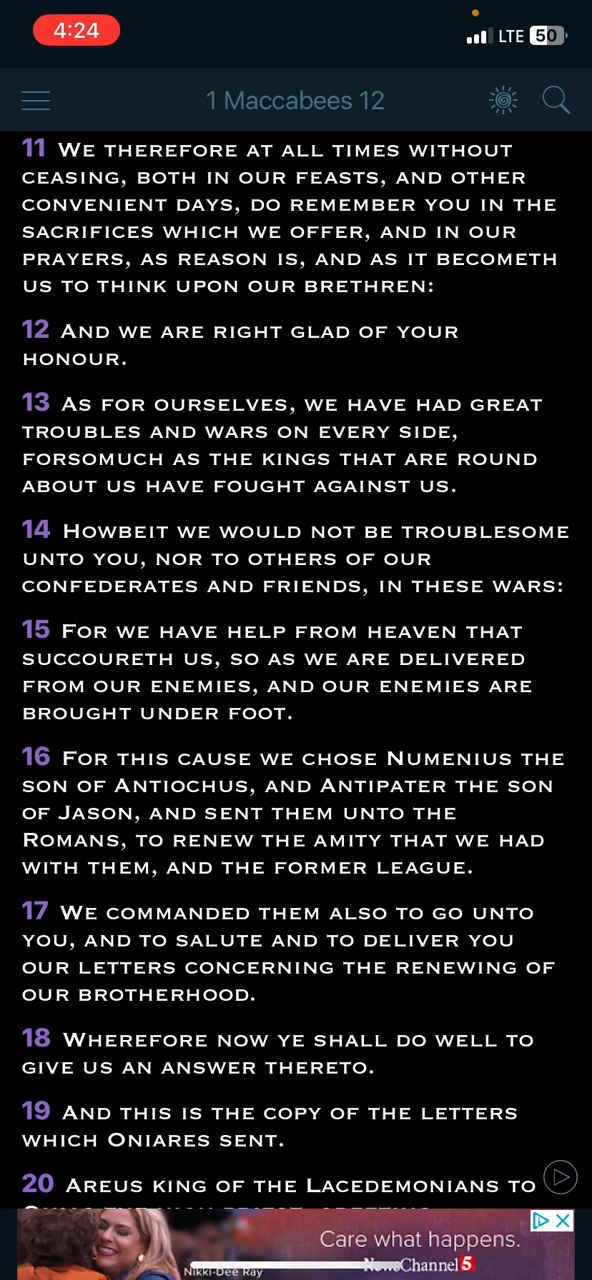 4:24
LTE 50
1 Maccabees 12
11 We therefore at all times without
ceasing, both in our feasts, and other
convenient days, do remember you in the
sacrifices which we offer, and in our
prayers, as reason is, and as it becometh
us to think upon our brethren:
12 And we are right glad of your
honour.
13 As for ourselves, we have had great
troubles and wars on every side,
forsomuch as the kings that are round
about us have fought against us.
14 Howbeit we would not be troublesome
unto you, nor to others of our
confederates and friends, in these wars:
15 For we have help from heaven that
succoureth us, so as we are delivered
from our enemies, and our enemies are
brought under foot.
16 For this cause we chose Numenius the
son of Antiochus, and Antipater the son
of Jason, and sent them unto the
Romans, to renew the amity that we had
with them, and the former league.
17 We commanded them also to go unto
you, and to salute and to deliver you
our letters concerning the renewing of
our brotherhood.
18 Wherefore now ye shall do well to
give us an answer thereto.
19 And this is the copy of the letters
which Oniares sent.
20 Areus king of the Lacedemonians to
Care what happens.
Nikki-Dee Ray
NewsChannel 5